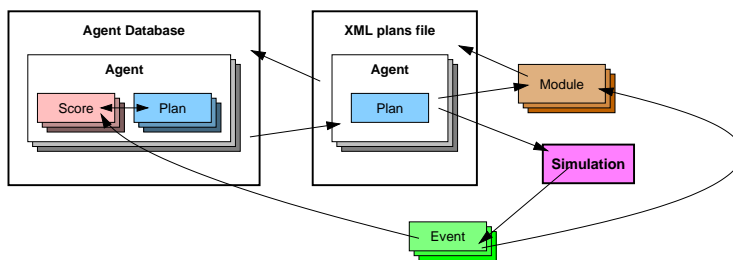 Agent Database
XML plans file
Agent
Agent
Module
Score
Plan
Plan
Simulation
Event